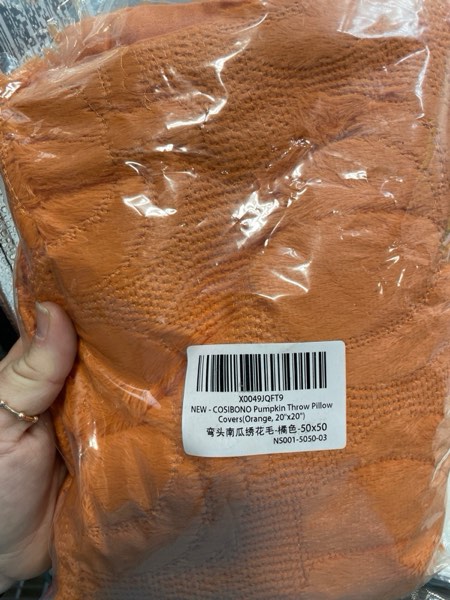 X0049JQFT9
NEW - COSIBONO Pumpkin Throw Pillow
Covers(Orange, 20"x20")
弯头南瓜绣花毛-橘色-50x50
NS001-5050-03